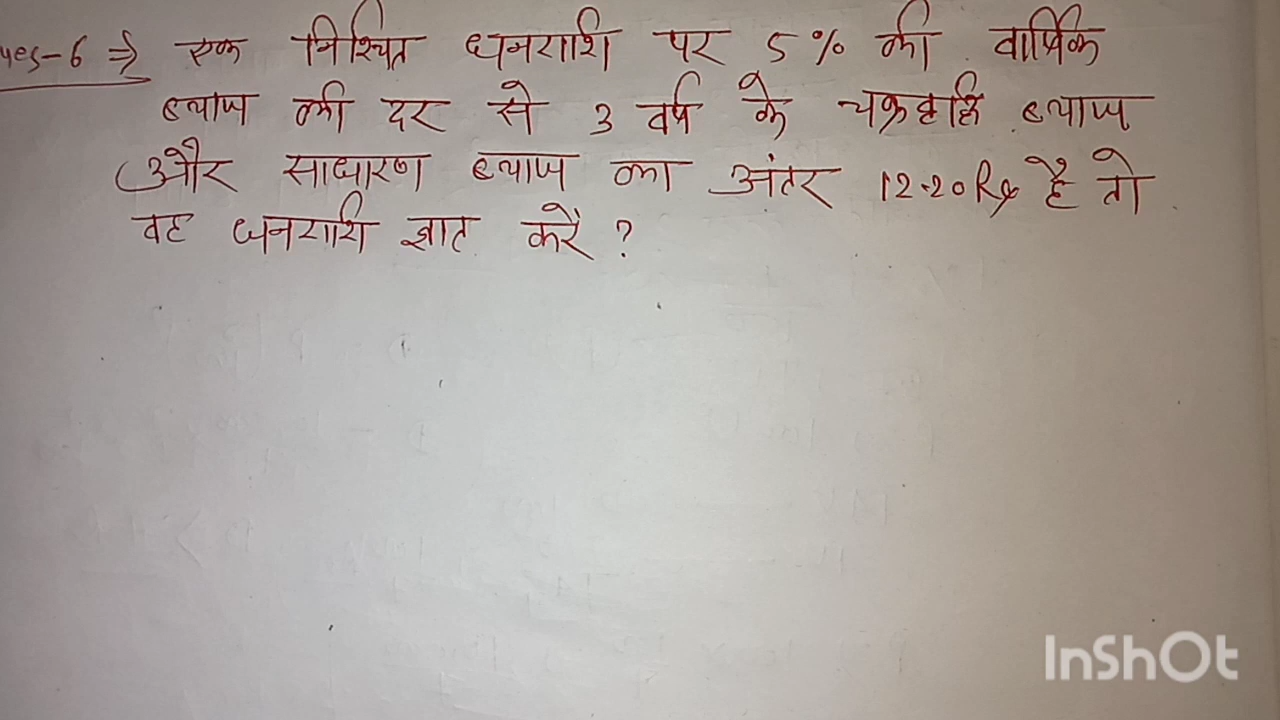 Ques-6 ⇒ एक निश्चित धनराशि पर 5% की वार्षिक
ब्याज की दर से 3 वर्ष के चक्रवृद्धि ब्याज
और साधारण ब्याज का अंतर 12.20 Rs है तो
वह धनराशि ज्ञात करें ?
InShOt